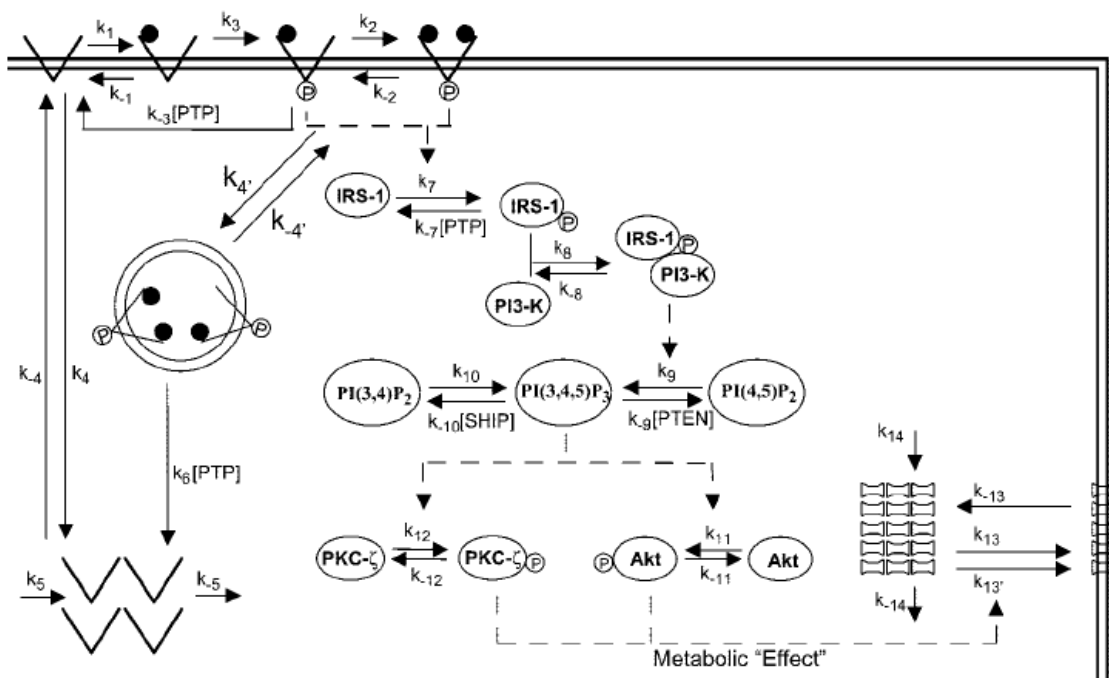 k1 k3 k2
k-1 k-2
P P
k-3[PTP]
k4' k7
IRS-1 IRS-1 P
k-4' k-7[PTP]
IRS-1 P
k8
PI3-K
k-8
PI3-K
P P
k-4 k4
k10 k9
PI(3,4)P2 PI(3,4,5)P3 PI(4,5)P2
k-10[SHIP] k-9[PTEN]
k14
k6[PTP]
k-13
k12 k11 k13
PKC-ζ PKC-ζ P P Akt Akt
k-12 k-11
k5 k-5 k13'
k-14
Metabolic “Effect”